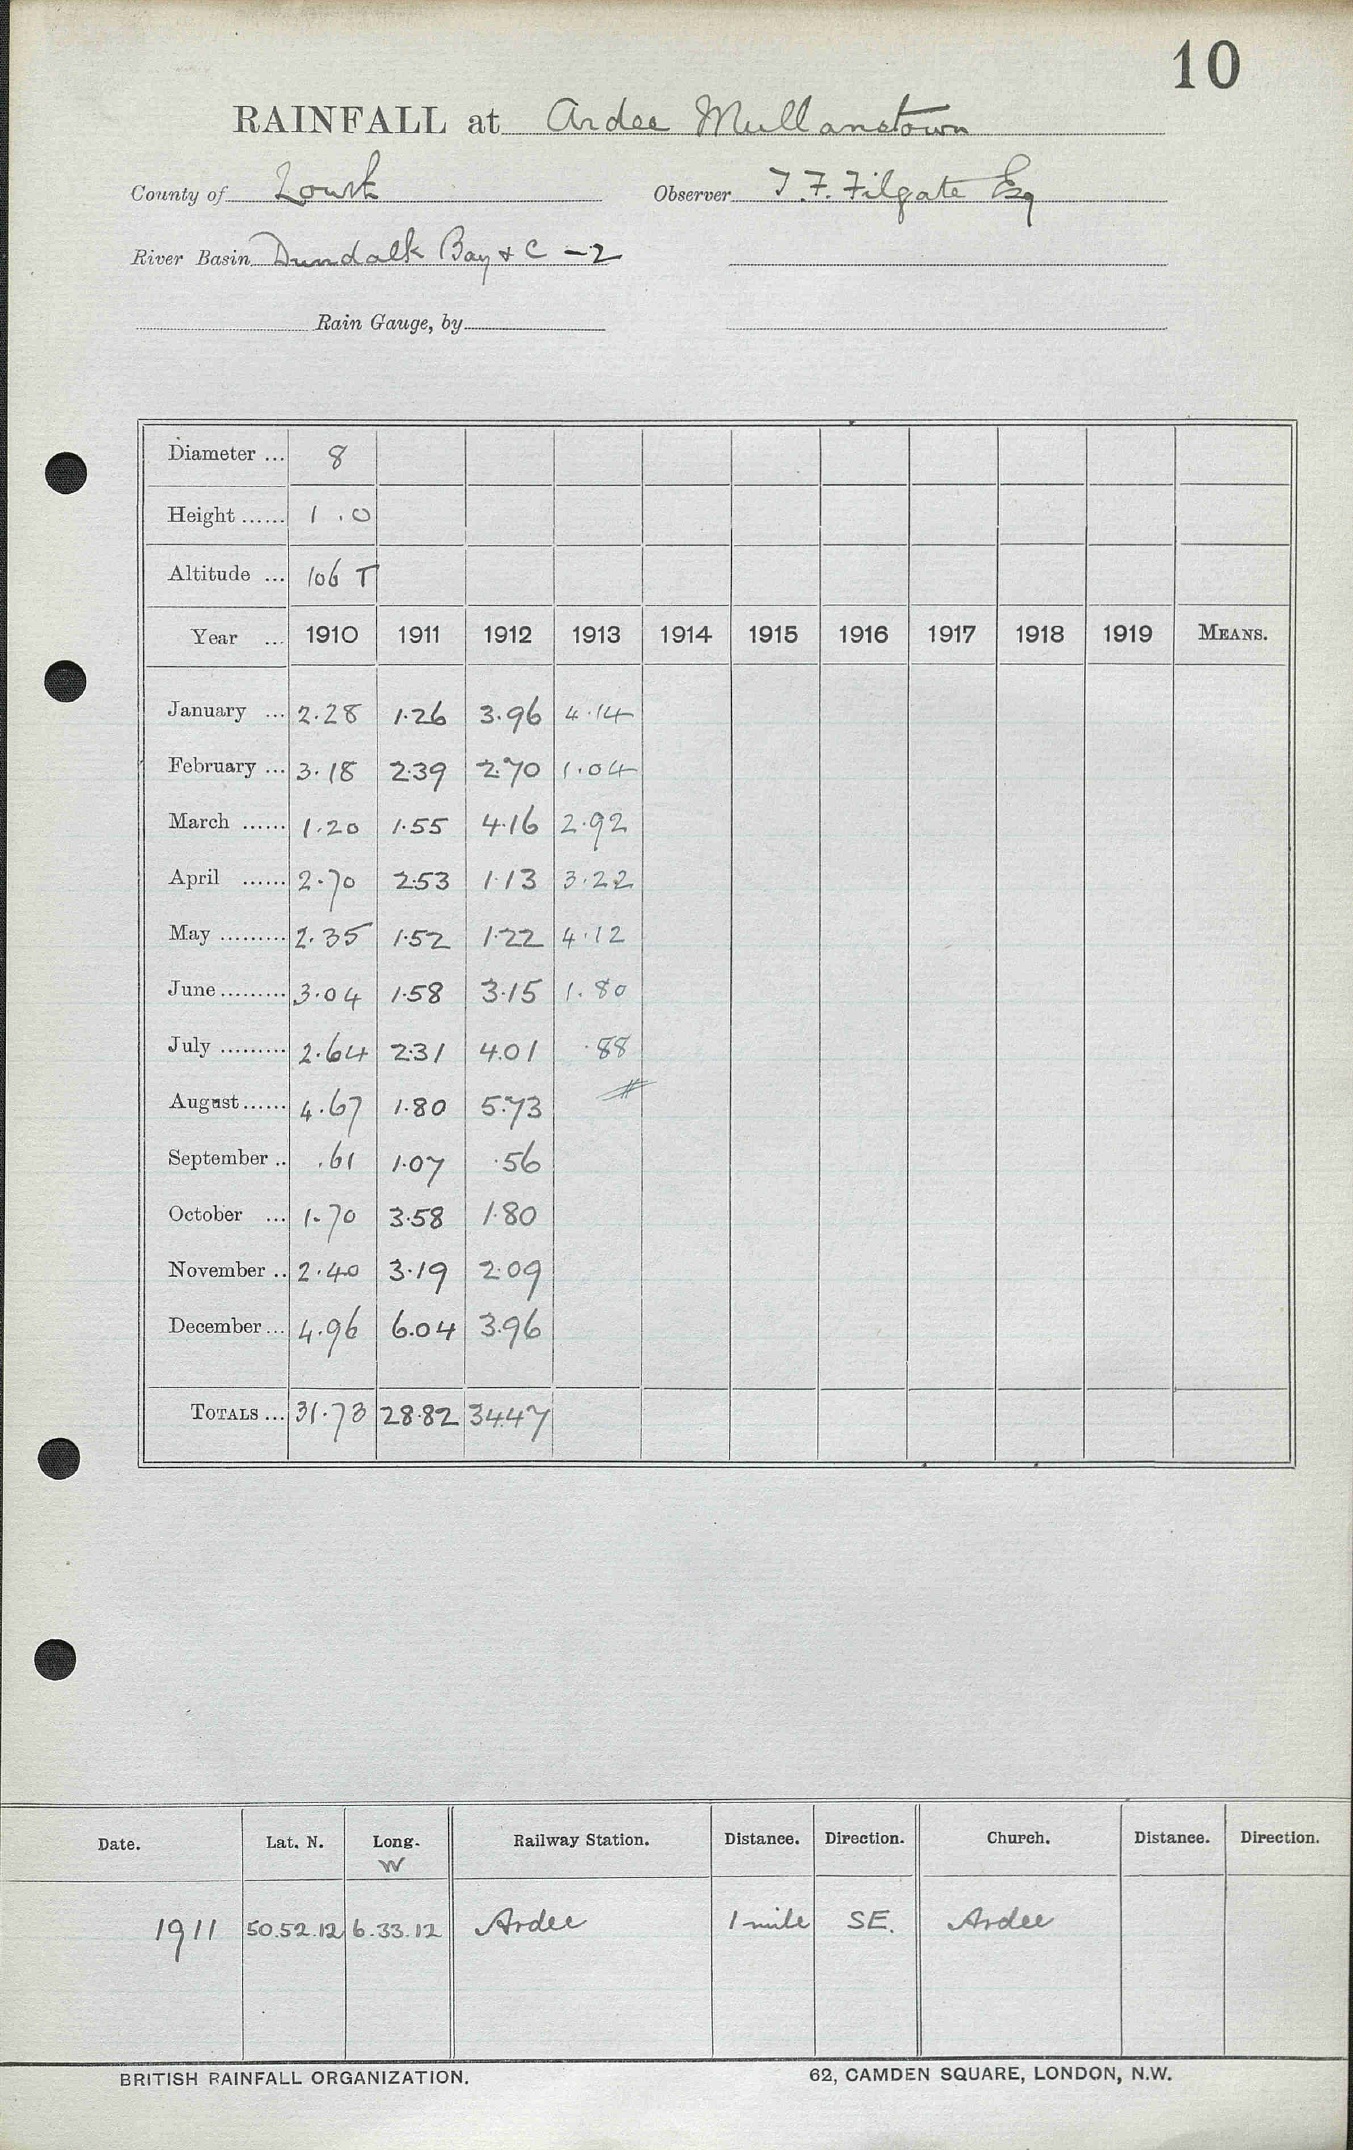 10
RAINFALL at Ardee Mullanstown
County of Louth Observer T. F. Filgate Esq
River Basin Dundalk Bay & C -2
Rain Gauge, by
Diameter ... 8
Height ...... 1.0
Altitude ... 106 T
Year ... 1910 1911 1912 1913 1914 1915 1916 1917 1918 1919 MEANS.
January ... 2.28 1.26 3.96 4.14
February ... 3.18 2.39 2.70 1.04
March ...... 1.20 1.55 4.16 2.92
April ...... 2.70 2.53 1.13 3.22
May ......... 2.35 1.52 1.22 4.12
June ......... 3.04 1.58 3.15 1.80
July ......... 2.64 2.31 4.01 .88
August ...... 4.67 1.80 5.73
September .. .61 1.07 .56
October ... 1.70 3.58 1.80
November .. 2.40 3.19 2.09
December ... 4.96 6.04 3.96
TOTALS ... 31.73 28.82 34.47
Date. Lat. N. Long. W Railway Station. Distance. Direction. Church. Distance. Direction.
1911 50.52.12 6.33.12 Ardee 1 mile SE. Ardee
BRITISH RAINFALL ORGANIZATION. 62, CAMDEN SQUARE, LONDON, N.W.